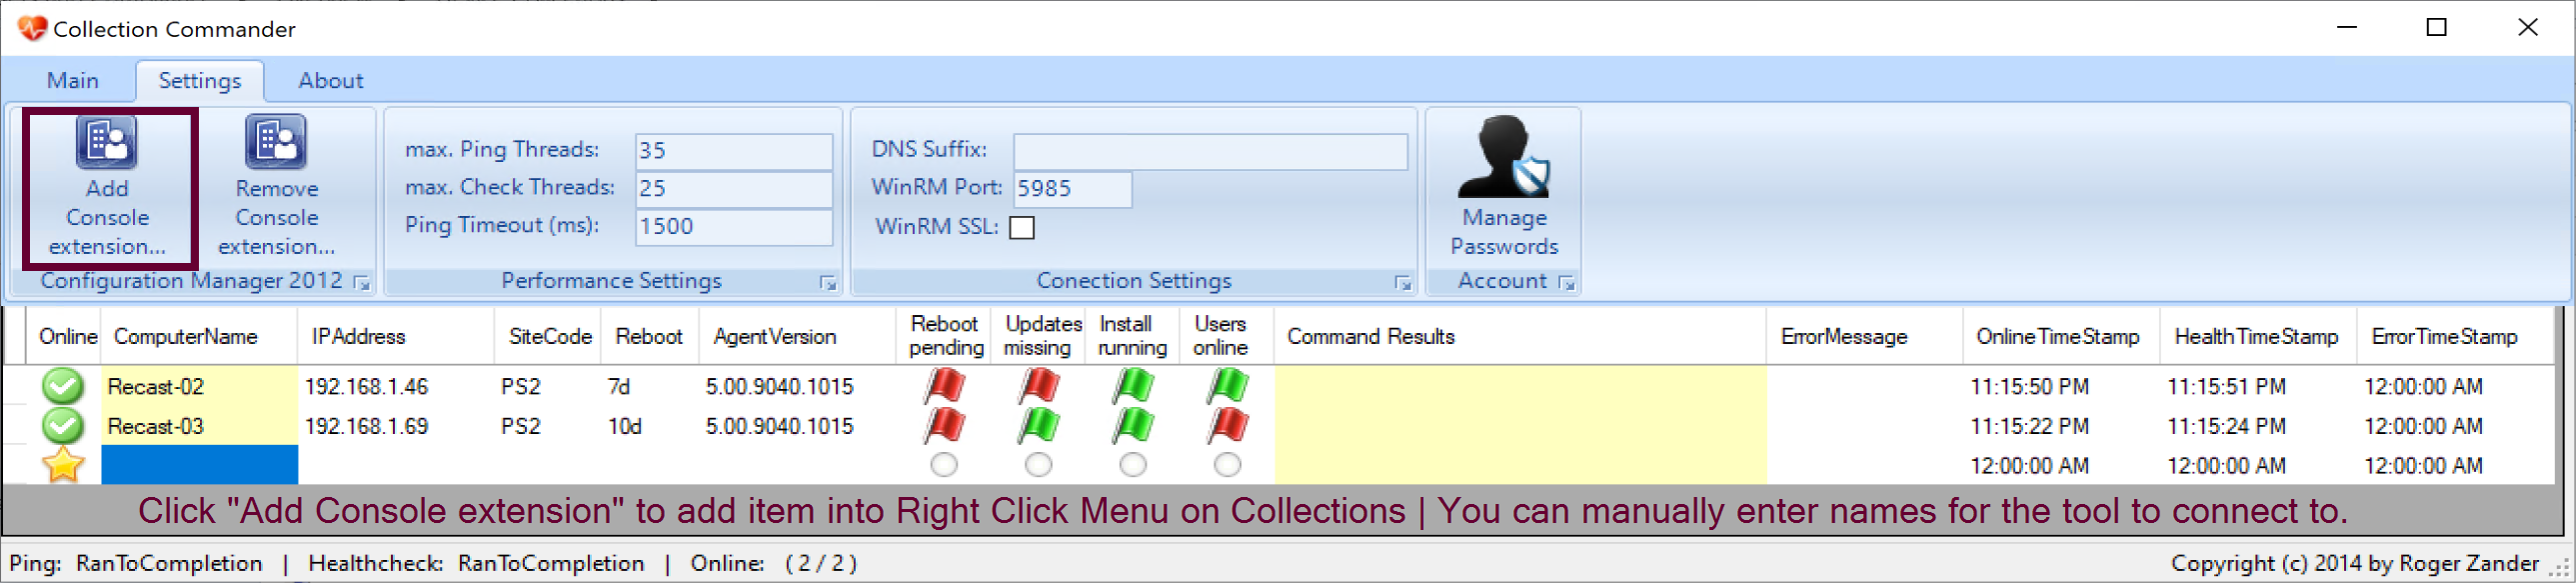 Collection Commander
Main Settings About
Add
Console
extension...
Remove
Console
extension...
Configuration Manager 2012
max. Ping Threads: 35
max. Check Threads: 25
Ping Timeout (ms): 1500
Performance Settings
DNS Suffix:
WinRM Port: 5985
WinRM SSL:
Conection Settings
Manage
Passwords
Account
Online ComputerName IPAddress SiteCode Reboot AgentVersion Reboot pending Updates missing Install running Users online Command Results ErrorMessage OnlineTimeStamp HealthTimeStamp ErrorTimeStamp
Recast-02 192.168.1.46 PS2 7d 5.00.9040.1015 11:15:50 PM 11:15:51 PM 12:00:00 AM
Recast-03 192.168.1.69 PS2 10d 5.00.9040.1015 11:15:22 PM 11:15:24 PM 12:00:00 AM
12:00:00 AM 12:00:00 AM 12:00:00 AM
Click "Add Console extension" to add item into Right Click Menu on Collections | You can manually enter names for the tool to connect to.
Ping: RanToCompletion | Healthcheck: RanToCompletion | Online: ( 2 / 2 ) Copyright (c) 2014 by Roger Zander